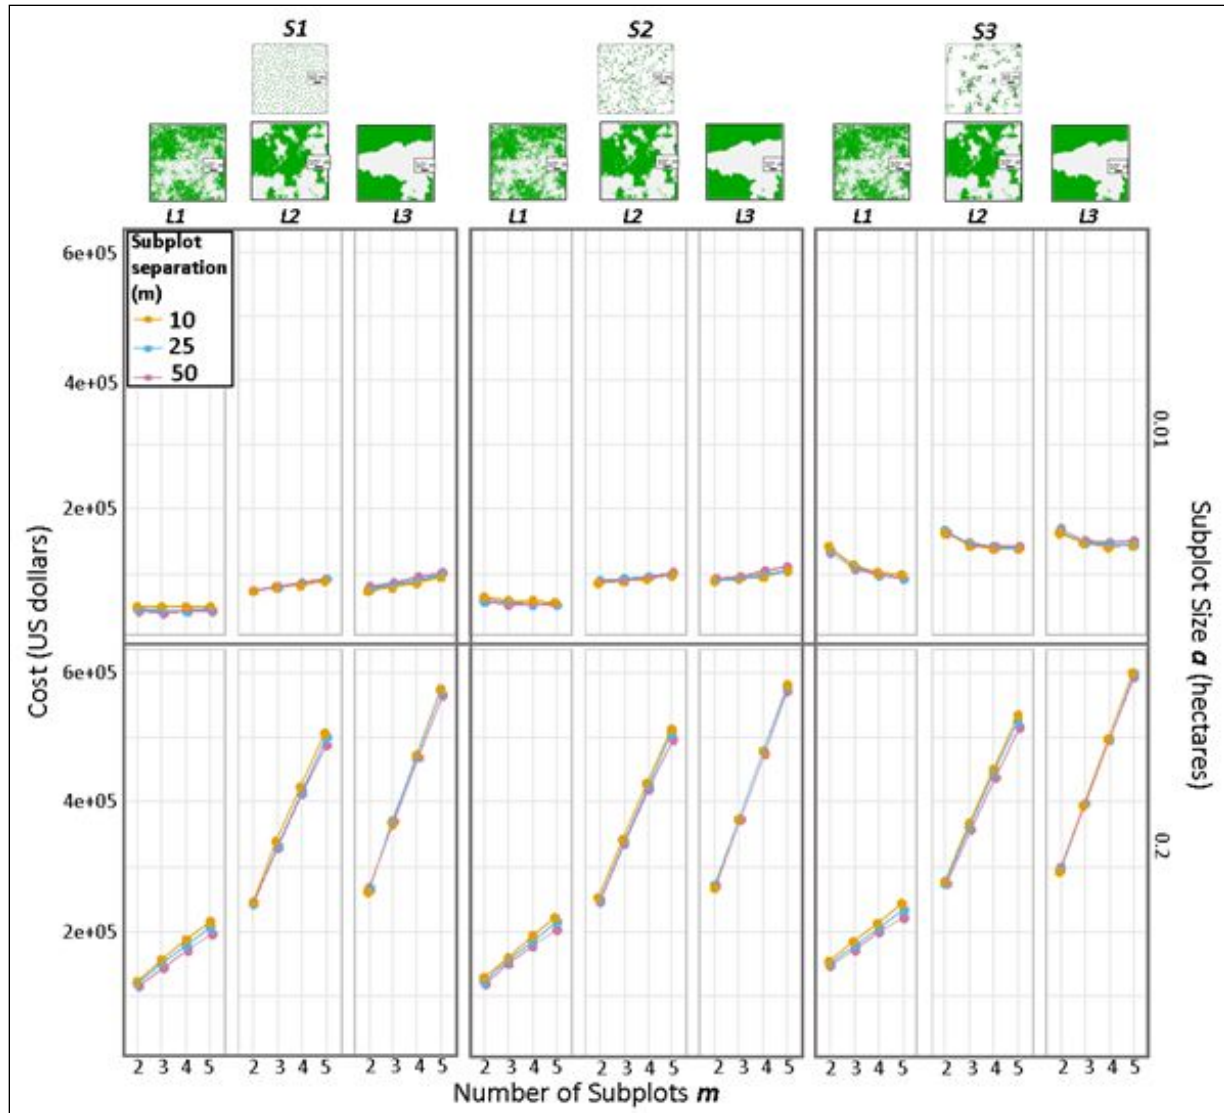 S1 S2 S3
L1 L2 L3 L1 L2 L3 L1 L2 L3
Subplot
separation
(m)
10
25
50
6e+05
4e+05
2e+05
0.01
6e+05
4e+05
2e+05
0.2
Cost (US dollars)
Subplot Size a (hectares)
2 3 4 5 2 3 4 5 2 3 4 5 2 3 4 5 2 3 4 5 2 3 4 5 2 3 4 5 2 3 4 5 2 3 4 5
Number of Subplots m